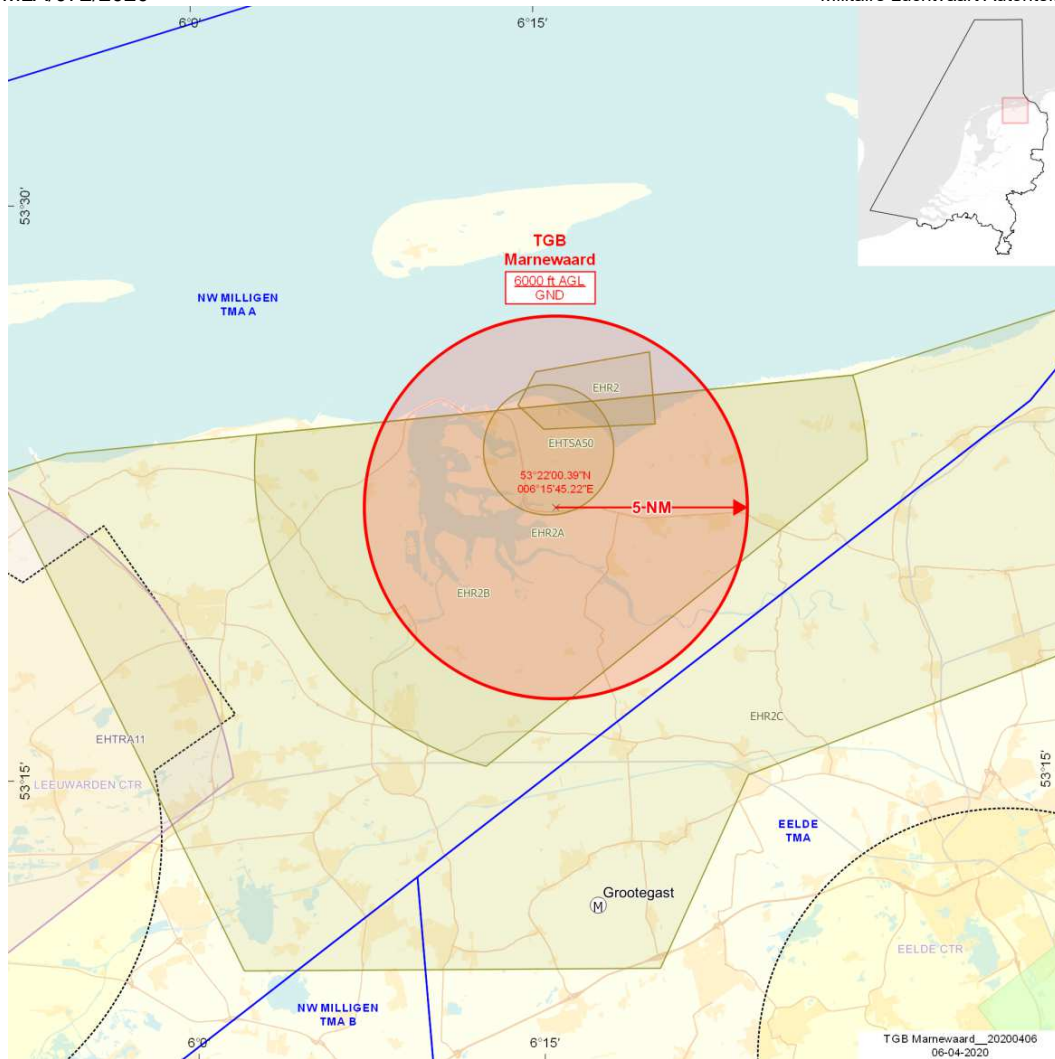 6°0'
6°15'
53°30'
TGB
Marnewaard
6000 ft AGL
GND
NW MILLIGEN
TMA A
EHR2
EHTSA50
53°22'00.39"N
006°15'45.22"E
5 NM
EHR2A
EHR2B
EHR2C
EHTRA11
LEEUWARDEN CTR
53°15'
53°15'
EELDE
TMA
Grootegast
M
EELDE CTR
NW MILLIGEN
TMA B
6°0'
6°15'
TGB Marnewaard__20200406
06-04-2020